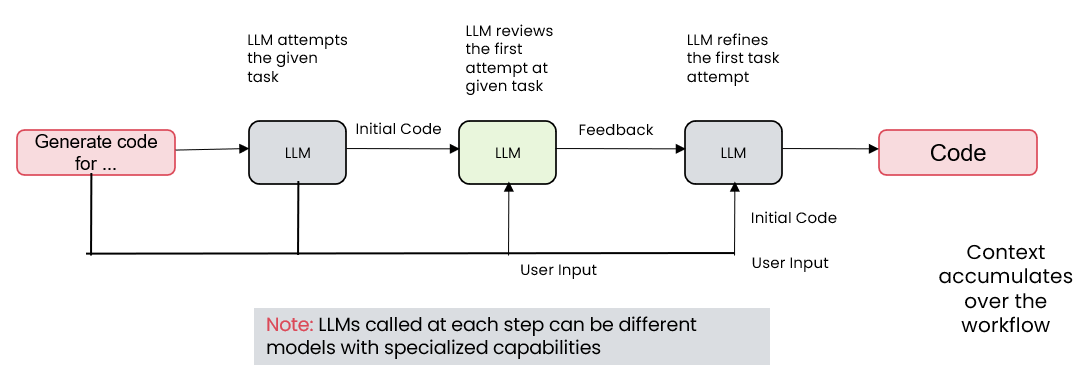 LLM attempts
the given
task
LLM reviews
the first
attempt at
given task
LLM refines
the first task
attempt
Generate code
for ...
LLM
Initial Code
LLM
Feedback
LLM
Code
Initial Code
User Input
User Input
Context
accumulates
over the
workflow
Note: LLMs called at each step can be different
models with specialized capabilities